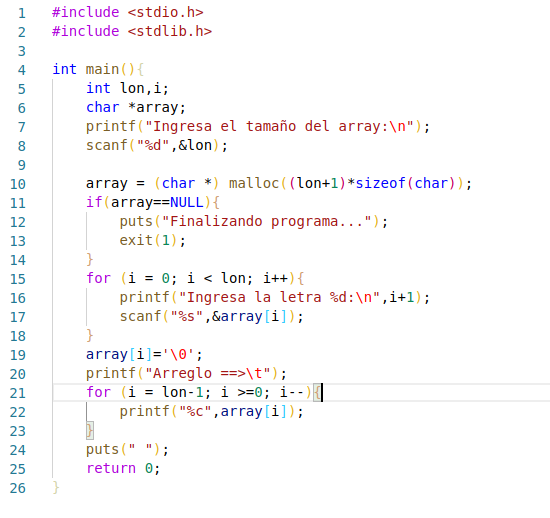 1 #include <stdio.h>
2 #include <stdlib.h>
3
4 int main(){
5 int lon,i;
6 char *array;
7 printf("Ingresa el tamaño del array:\n");
8 scanf("%d",&lon);
9
10 array = (char *) malloc((lon+1)*sizeof(char));
11 if(array==NULL){
12 puts("Finalizando programa...");
13 exit(1);
14 }
15 for (i = 0; i < lon; i++){
16 printf("Ingresa la letra %d:\n",i+1);
17 scanf("%s",&array[i]);
18 }
19 array[i]='\0';
20 printf("Arreglo ==>\t");
21 for (i = lon-1; i >=0; i--){
22 printf("%c",array[i]);
23 }
24 puts(" ");
25 return 0;
26 }